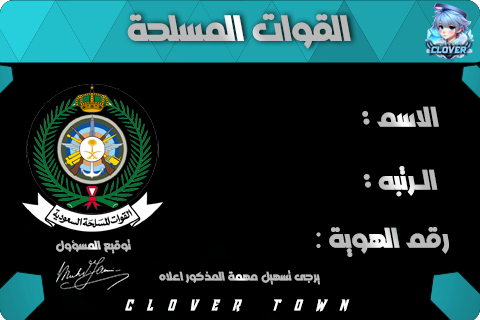 القوات المسلحة
CLOVER
الاسم :
الرتبه :
رقم الهوية :
القوات المسلحة السعودية
توقيع المسؤول
يرجى تسهيل مهمة المذكور اعلاه
CLOVER TOWN